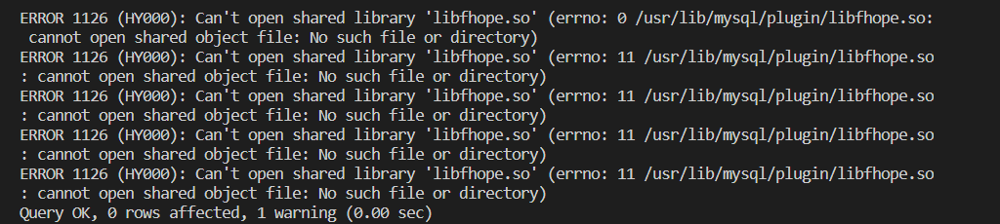 ERROR 1126 (HY000): Can't open shared library 'libfhope.so' (errno: 0 /usr/lib/mysql/plugin/libfhope.so:
cannot open shared object file: No such file or directory)
ERROR 1126 (HY000): Can't open shared library 'libfhope.so' (errno: 11 /usr/lib/mysql/plugin/libfhope.so
: cannot open shared object file: No such file or directory)
ERROR 1126 (HY000): Can't open shared library 'libfhope.so' (errno: 11 /usr/lib/mysql/plugin/libfhope.so
: cannot open shared object file: No such file or directory)
ERROR 1126 (HY000): Can't open shared library 'libfhope.so' (errno: 11 /usr/lib/mysql/plugin/libfhope.so
: cannot open shared object file: No such file or directory)
ERROR 1126 (HY000): Can't open shared library 'libfhope.so' (errno: 11 /usr/lib/mysql/plugin/libfhope.so
: cannot open shared object file: No such file or directory)
Query OK, 0 rows affected, 1 warning (0.00 sec)